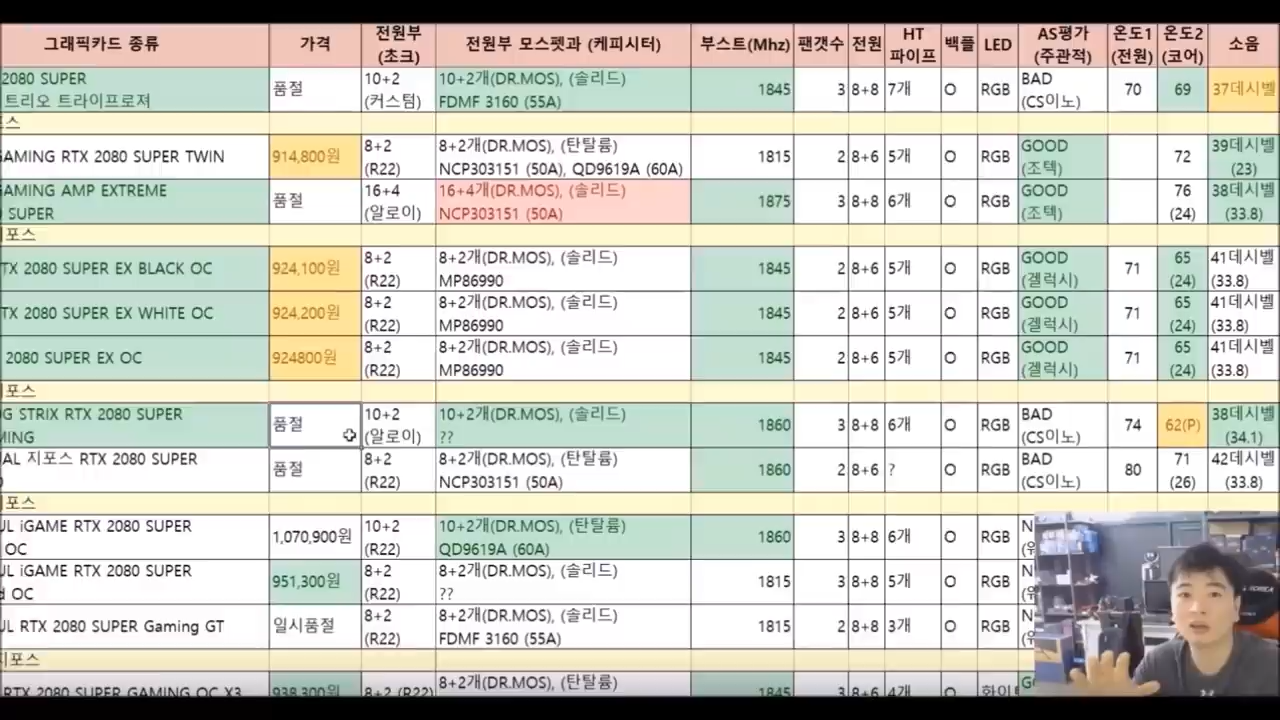 그래픽카드 종류 가격 전원부 (초크) 전원부 모스펫과 (케피시터) 부스트(Mhz) 팬갯수 전원 HT 파이프 백플 LED AS평가 (주관적) 온도1 (전원) 온도2 (코어) 소음
2080 SUPER 트리오 트라이프로져 품절 10+2 (커스텀) 10+2개(DR.MOS), (솔리드) FDMF 3160 (55A) 1845 3 8+8 7개 O RGB BAD (CS이노) 70 69 37데시벨
포스
GAMING RTX 2080 SUPER TWIN 914,800원 8+2 (R22) 8+2개(DR.MOS), (탄탈륨) NCP303151 (50A), QD9619A (60A) 1815 2 8+6 5개 O RGB GOOD (조텍) 72 39데시벨 (23)
GAMING AMP EXTREME SUPER 품절 16+4 (알로이) 16+4개(DR.MOS), (솔리드) NCP303151 (50A) 1875 3 8+8 6개 O RGB GOOD (조텍) 76 (24) 38데시벨 (33.8)
지포스
TX 2080 SUPER EX BLACK OC 924,100원 8+2 (R22) 8+2개(DR.MOS), (솔리드) MP86990 1845 2 8+6 5개 O RGB GOOD (겔럭시) 71 65 (24) 41데시벨 (33.8)
TX 2080 SUPER EX WHITE OC 924,200원 8+2 (R22) 8+2개(DR.MOS), (솔리드) MP86990 1845 2 8+6 5개 O RGB GOOD (겔럭시) 71 65 (24) 41데시벨 (33.8)
2080 SUPER EX OC 924800원 8+2 (R22) 8+2개(DR.MOS), (솔리드) MP86990 1845 2 8+6 5개 O RGB GOOD (겔럭시) 71 65 (24) 41데시벨 (33.8)
지포스
G STRIX RTX 2080 SUPER MING 품절 10+2 (알로이) 10+2개(DR.MOS), (솔리드) ?? 1860 3 8+8 6개 O RGB BAD (CS이노) 74 62(P) 38데시벨 (34.1)
AL 지포스 RTX 2080 SUPER 품절 8+2 (R22) 8+2개(DR.MOS), (탄탈륨) NCP303151 (50A) 1860 2 8+6 ? O RGB BAD (CS이노) 80 71 (26) 42데시벨 (33.8)
지포스
UL iGAME RTX 2080 SUPER OC 1,070,900원 10+2 (R22) 10+2개(DR.MOS), (탄탈륨) QD9619A (60A) 1860 3 8+8 6개 O RGB
UL iGAME RTX 2080 SUPER d OC 951,300원 8+2 (R22) 8+2개(DR.MOS), (솔리드) ?? 1815 3 8+8 5개 O RGB
UL RTX 2080 SUPER Gaming GT 일시품절 8+2 (R22) 8+2개(DR.MOS), (솔리드) FDMF 3160 (55A) 1815 2 8+8 3개 O RGB
지포스
RTX 2080 SUPER GAMING OC X3 938,300원 8+2 (R22) 8+2개(DR.MOS), (탄탈륨) 1845 3 8+6 4개 O 화이트